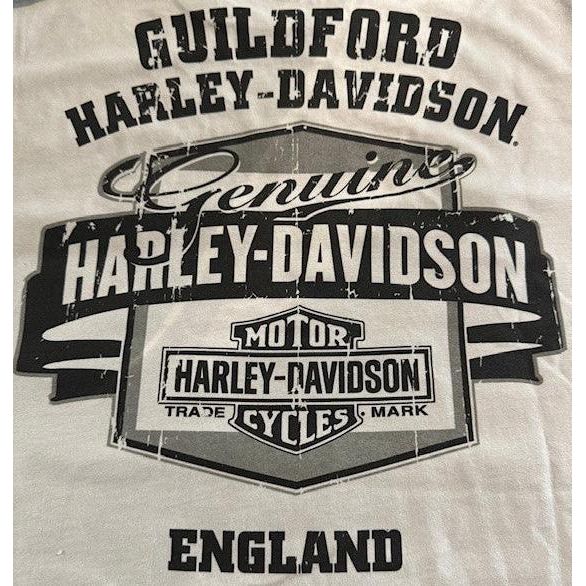 GUILDFORD
HARLEY-DAVIDSON
Genuine
HARLEY-DAVIDSON
MOTOR
HARLEY-DAVIDSON
TRADE MARK
CYCLES
ENGLAND